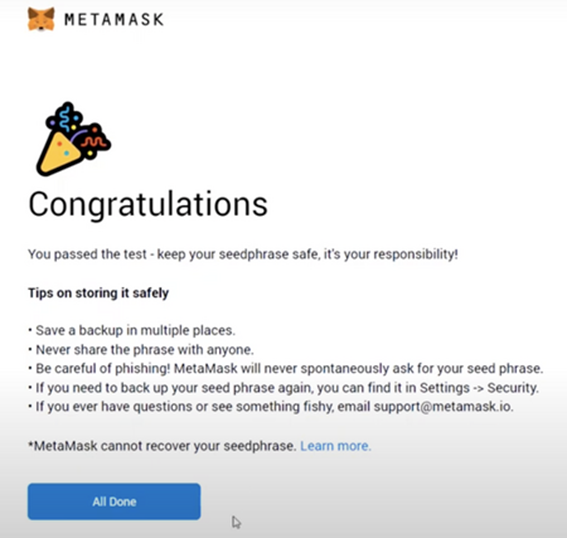 METAMASK
Congratulations
You passed the test - keep your seedphrase safe, it's your responsibility!
Tips on storing it safely
• Save a backup in multiple places.
• Never share the phrase with anyone.
• Be careful of phishing! MetaMask will never spontaneously ask for your seed phrase.
• If you need to back up your seed phrase again, you can find it in Settings -> Security.
• If you ever have questions or see something fishy, email support@metamask.io.
*MetaMask cannot recover your seedphrase. Learn more.
All Done